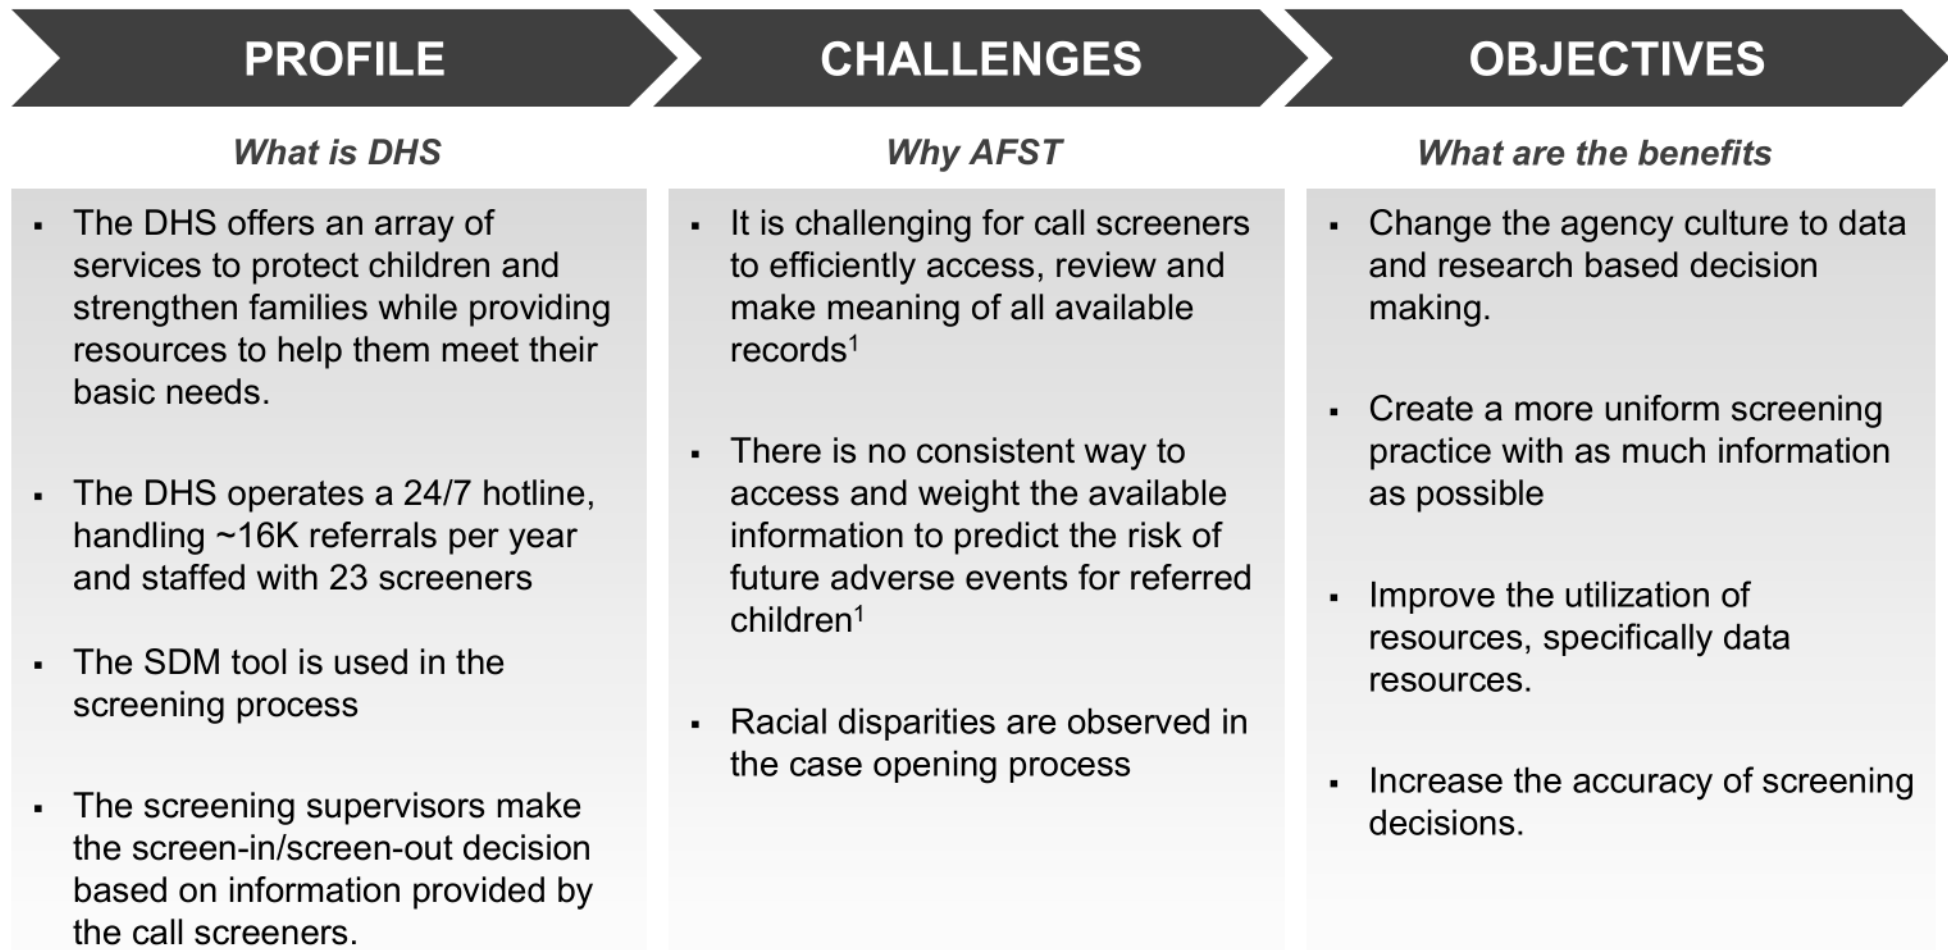 PROFILE
CHALLENGES
OBJECTIVES
What is DHS
Why AFST
What are the benefits
▪ The DHS offers an array of
services to protect children and
strengthen families while providing
resources to help them meet their
basic needs.
▪ The DHS operates a 24/7 hotline,
handling ~16K referrals per year
and staffed with 23 screeners
▪ The SDM tool is used in the
screening process
▪ The screening supervisors make
the screen-in/screen-out decision
based on information provided by
the call screeners.
▪ It is challenging for call screeners
to efficiently access, review and
make meaning of all available
records¹
▪ There is no consistent way to
access and weight the available
information to predict the risk of
future adverse events for referred
children¹
▪ Racial disparities are observed in
the case opening process
▪ Change the agency culture to data
and research based decision
making.
▪ Create a more uniform screening
practice with as much information
as possible
▪ Improve the utilization of
resources, specifically data
resources.
▪ Increase the accuracy of screening
decisions.